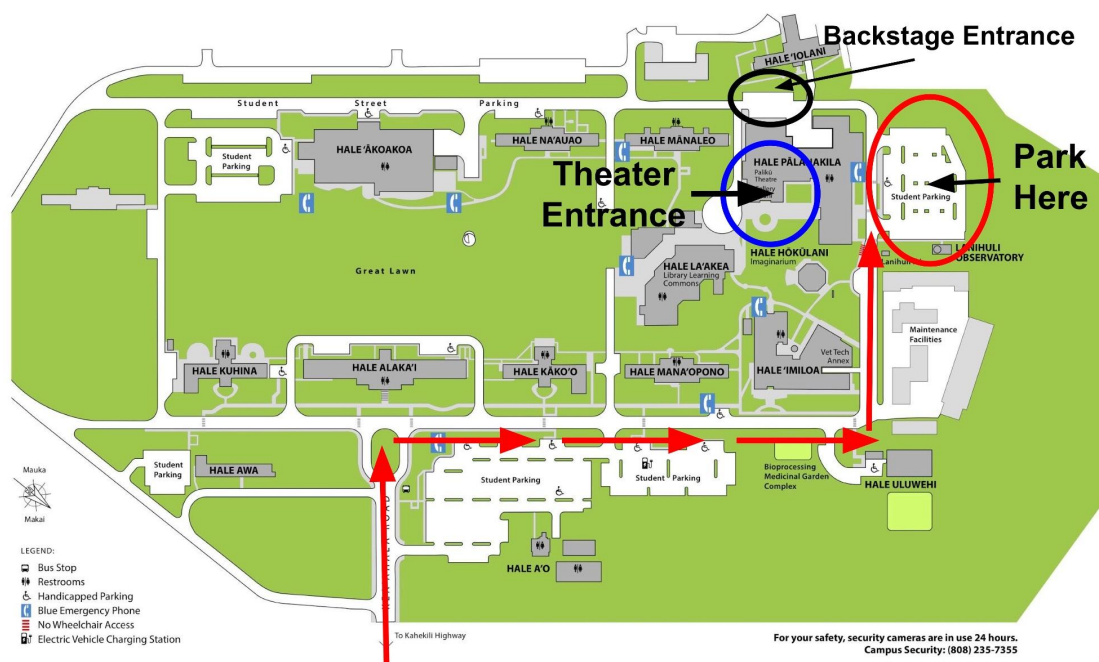 Backstage Entrance
HALE 'IOLANI
Student Street Parking
HALE 'ĀKOAKOA
HALE NA'AUAO
HALE MĀNALEO
HALE PĀLANAKILA
Palikū
Theatre
Gallery
Student
Parking
Theater
Entrance
Student Parking
Park
Here
LANIHULI
OBSERVATORY
HALE HŌKŪLANI
Imaginarium
HALE LA'AKEA
Library Learning
Commons
Great Lawn
Maintenance
Facilities
Vet Tech
Annex
HALE KUHINA
HALE ALAKA'I
HALE KĀKO'O
HALE MANA'OPONO
HALE 'IMILOA
Student
Parking
HALE AWA
Student Parking
Student Parking
Bioprocessing
Medicinal Garden
Complex
HALE ULUWEHI
Mauka
Makai
HALE A'O
LEGEND:
Bus Stop
Restrooms
Handicapped Parking
Blue Emergency Phone
No Wheelchair Access
Electric Vehicle Charging Station
To Kahekili Highway
For your safety, security cameras are in use 24 hours.
Campus Security: (808) 235-7355